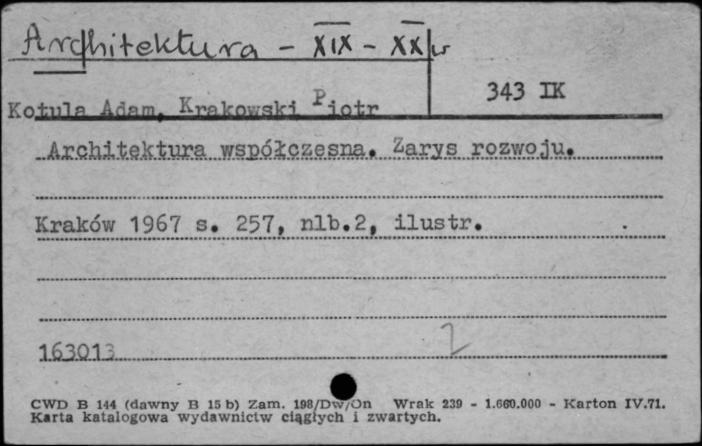 Architektura - XIX - XX w
343 IK
Kotula Adam, Krakowski Piotr
Architektura współczesna. Zarys rozwoju.
Kraków 1967 s. 257, nlb.2, ilustr.
163013 2
CWD B 144 (dawny B 15 b) Zam. 198/Dw/On Wrak 239 - 1.660.000 - Karton IV.71.
Karta katalogowa wydawnictw ciągłych i zwartych.